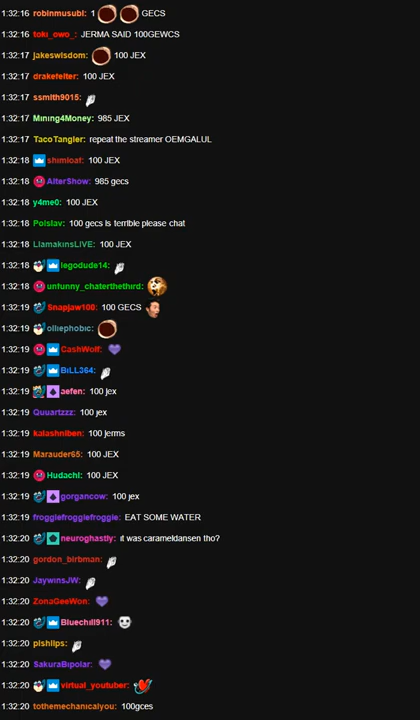 1:32:16 robinmusubi: 1 GECS
1:32:16 toki_owo_: JERMA SAID 100GEWCS
1:32:17 jakeswisdom: 100 JEX
1:32:17 drakefeller: 100 JEX
1:32:17 ssmith9015:
1:32:17 Mining4Money: 985 JEX
1:32:17 TacoTangler: repeat the streamer OEMGALUL
1:32:18 shimloat: 100 JEX
1:32:18 AlterShow: 985 gecs
1:32:18 y4me0: 100 JEX
1:32:18 Polslav: 100 gecs is terrible please chat
1:32:18 LlamakinsLIVE: 100 JEX
1:32:18 legodude14:
1:32:18 unfunny_chaterthethird:
1:32:19 Snapjaw100: 100 GECS
1:32:19 olliephobic:
1:32:19 CashWolf:
1:32:19 BiLL364:
1:32:19 aefen: 100 jex
1:32:19 Quuartzzz: 100 jex
1:32:19 kalashniben: 100 jerms
1:32:19 Marauder65: 100 JEX
1:32:19 Hudachi: 100 JEX
1:32:19 gorgancow: 100 jex
1:32:19 froggiefroggiefroggie: EAT SOME WATER
1:32:20 neuroghastly: it was carameldansen tho?
1:32:20 gordon_birbman:
1:32:20 JaywinsJW:
1:32:20 ZonaGeeWon:
1:32:20 Bluechill911:
1:32:20 pishlips:
1:32:20 SakuraBipolar:
1:32:20 virtual_youtuber:
1:32:20 tothemechanicalyou: 100gces